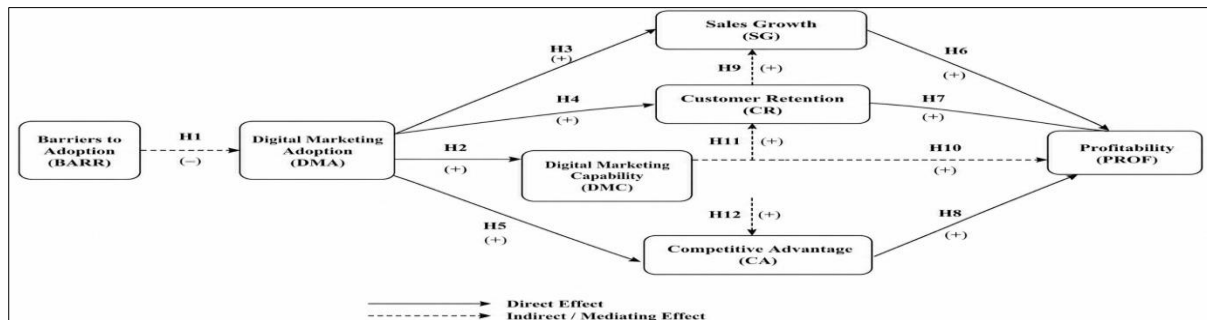 Sales Growth
(SG)
H3
(+)
H6
(+)
H9 (+)
H4
(+)
Customer Retention
(CR)
H7
(+)
Barriers to
Adoption
(BARR)
H1
(−)
Digital Marketing
Adoption
(DMA)
H2
(+)
H11 (+)
Digital Marketing
Capability
(DMC)
H10
(+)
Profitability
(PROF)
H12 (+)
H5
(+)
H8
(+)
Competitive Advantage
(CA)
Direct Effect
Indirect / Mediating Effect